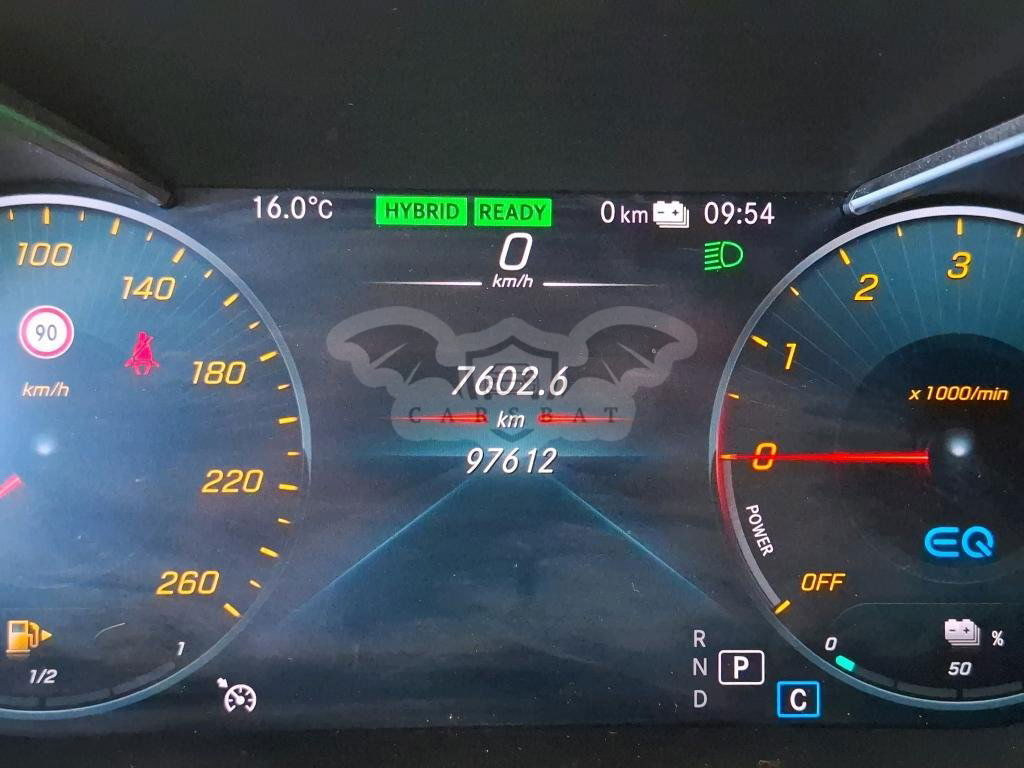 16.0°C HYBRID READY 0 km 09:54
0
km/h
100
140
90
180
km/h
220
260
1/2
1
7602.6
CARSBAT
km
97612
3
2
1
x 1000/min
0
POWER
EQ
OFF
R
N P
D C
0
%
50